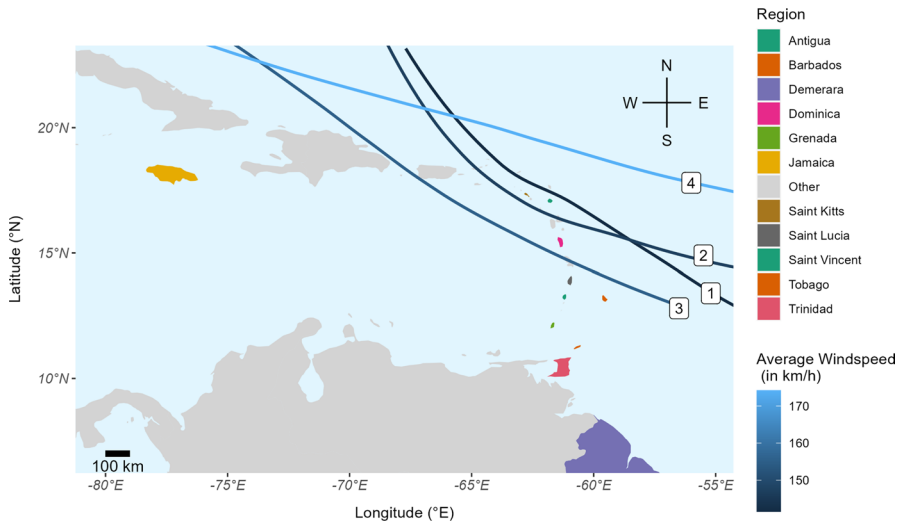 Region
Antigua
Barbados
Demerara
Dominica
Grenada
Jamaica
Other
Saint Kitts
Saint Lucia
Saint Vincent
Tobago
Trinidad
Average Windspeed
(in km/h)
170
160
150
N
W E
S
4
2
1
3
20°N
15°N
10°N
Latitude (°N)
100 km
-80°E -75°E -70°E -65°E -60°E -55°E
Longitude (°E)